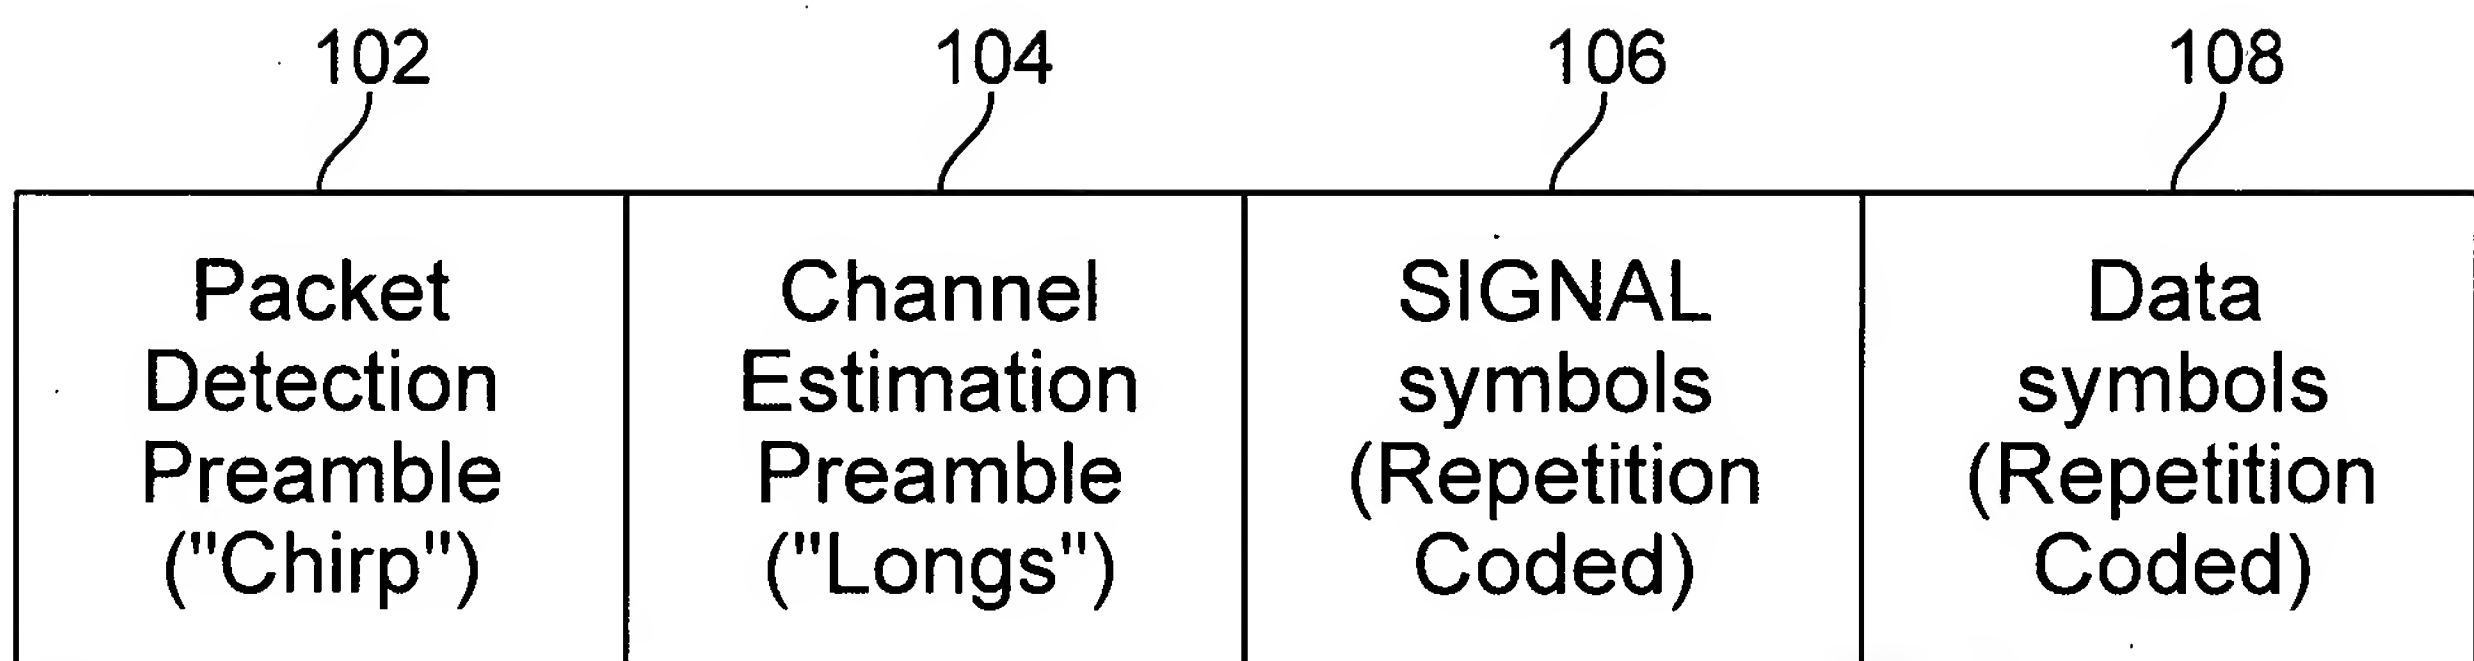 102
104
106
108
Packet
Detection
Preamble
("Chirp")
Channel
Estimation
Preamble
("Longs")
SIGNAL
symbols
(Repetition
Coded)
Data
symbols
(Repetition
Coded)